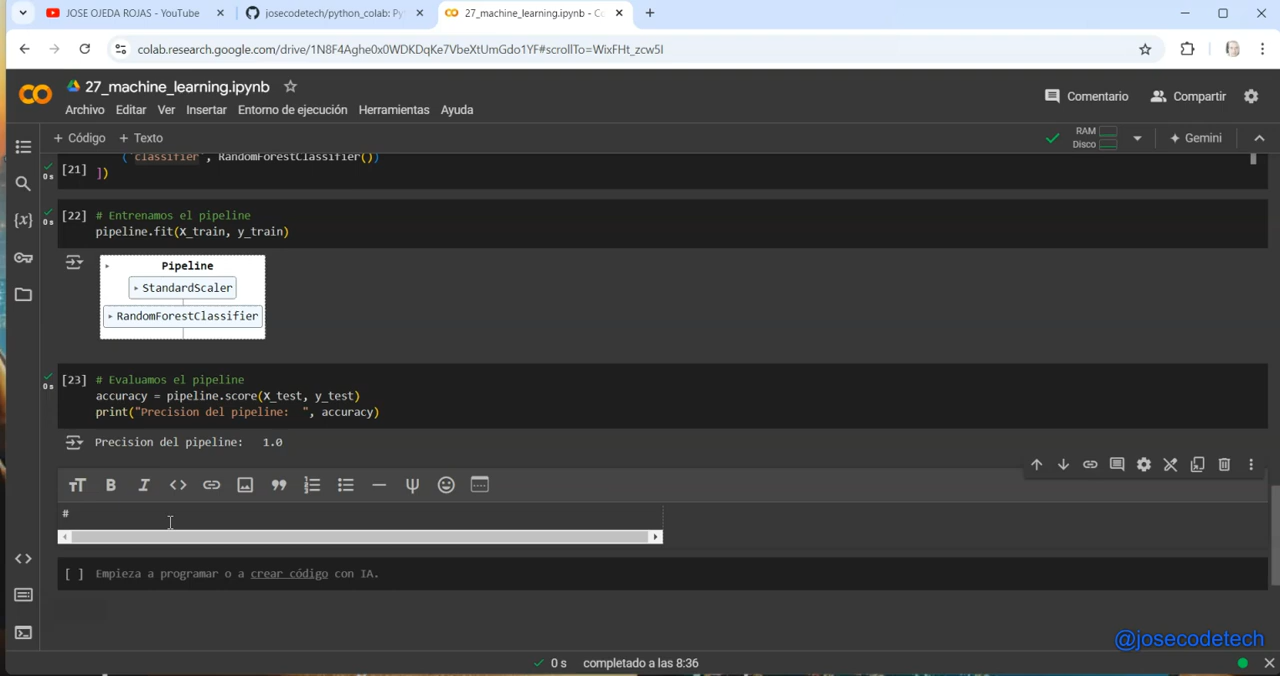 JOSE OJEDA ROJAS - YouTube
josecodetech/python_colab: Py
27_machine_learning.ipynb - Co
colab.research.google.com/drive/1N8F4Aghe0x0WDKDqKe7VbeXtUmGdo1YF#scrollTo=WixFHt_zcw5I
27_machine_learning.ipynb
Comentario
Compartir
Archivo Editar Ver Insertar Entorno de ejecución Herramientas Ayuda
+ Código + Texto
RAM
Disco
Gemini
('classifier', RandomForestClassifier())
0 s
[21] ])
[22] # Entrenamos el pipeline
0 s
pipeline.fit(X_train, y_train)
Pipeline
StandardScaler
RandomForestClassifier
[23] # Evaluamos el pipeline
0 s
accuracy = pipeline.score(X_test, y_test)
print("Precision del pipeline:  ", accuracy)
Precision del pipeline:   1.0
#
[ ] Empieza a programar o a crear código con IA.
@josecodetech
0 s completado a las 8:36